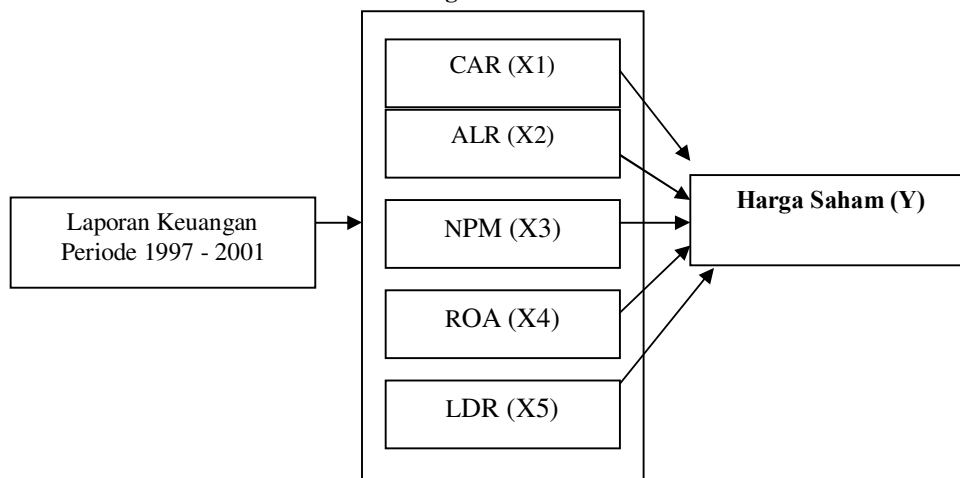 CAR (X1)
ALR (X2)
Laporan Keuangan
Periode 1997 - 2001
NPM (X3)
ROA (X4)
LDR (X5)
Harga Saham (Y)